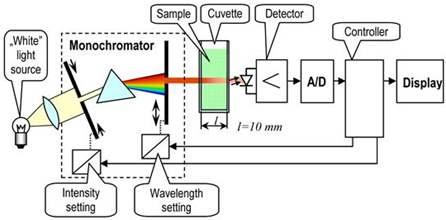 „White"
light
source
Monochromator
Sample
Cuvette
Detector
Controller
<
A/D
Display
l
l=10 mm
Intensity
setting
Wavelength
setting